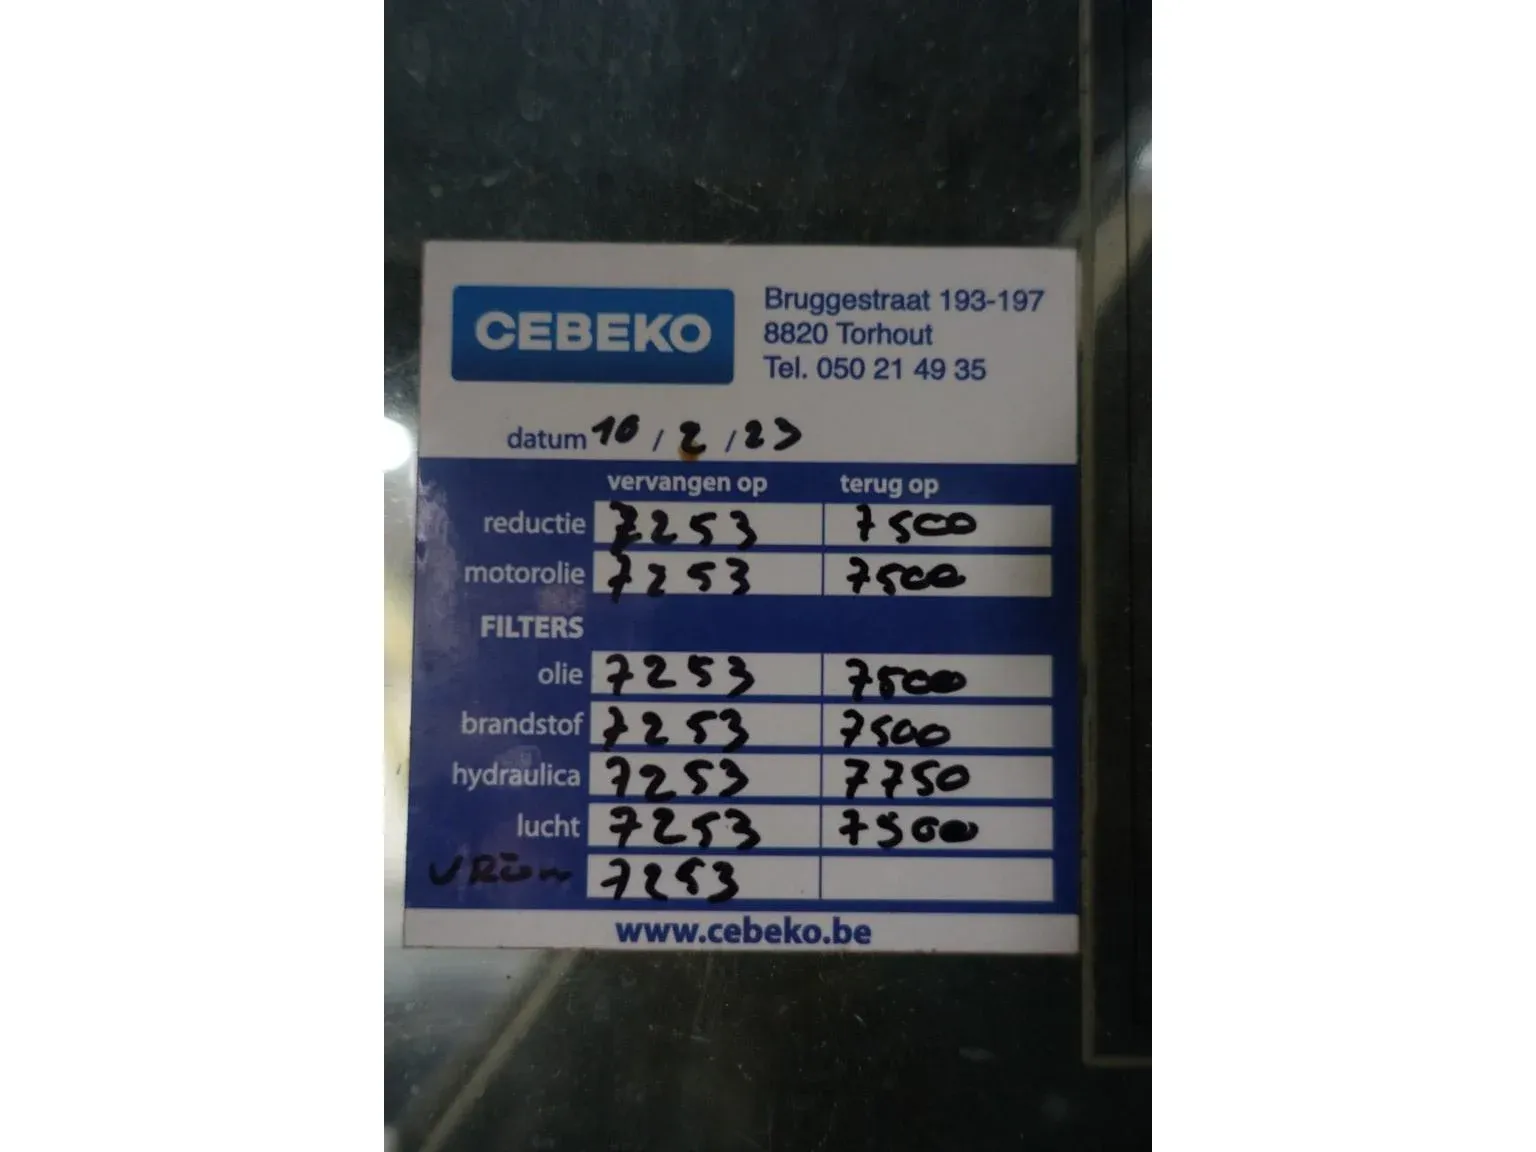 CEBEKO
Bruggestraat 193-197
8820 Torhout
Tel. 050 21 49 35
datum 10 / 2 / 23
vervangen op terug op
reductie 7253 7500
motorolie 7253 7500
FILTERS
olie 7253 7500
brandstof 7253 7500
hydraulica 7253 7750
lucht 7253 7500
7253
www.cebeko.be